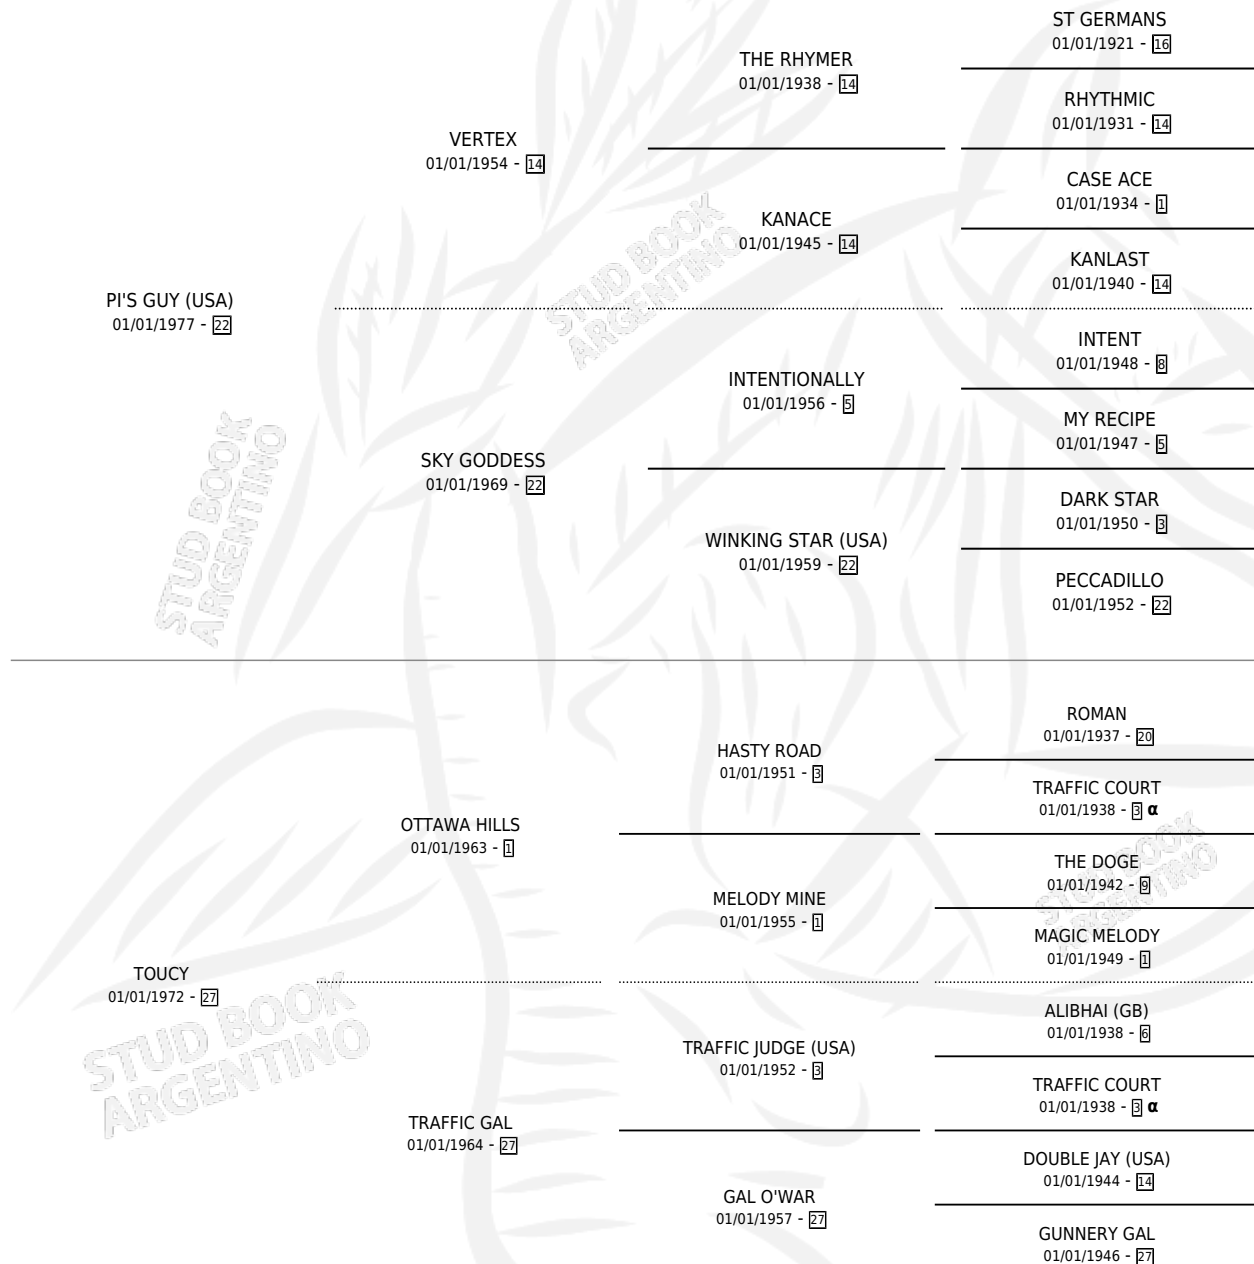 ST GERMANS
01/01/1921 - 16
THE RHYMER
01/01/1938 - 14
RHYTHMIC
01/01/1931 - 14
VERTEX
01/01/1954 - 14
CASE ACE
01/01/1934 - 1
KANACE
01/01/1945 - 14
KANLAST
01/01/1940 - 14
PI'S GUY (USA)
01/01/1977 - 22
INTENT
01/01/1948 - 8
INTENTIONALLY
01/01/1956 - 5
MY RECIPE
01/01/1947 - 5
SKY GODDESS
01/01/1969 - 22
DARK STAR
01/01/1950 - 3
WINKING STAR (USA)
01/01/1959 - 22
PECCADILLO
01/01/1952 - 22
ROMAN
01/01/1937 - 20
HASTY ROAD
01/01/1951 - 3
TRAFFIC COURT
01/01/1938 - 3 α
OTTAWA HILLS
01/01/1963 - 1
THE DOGE
01/01/1942 - 9
MELODY MINE
01/01/1955 - 1
MAGIC MELODY
01/01/1949 - 1
TOUCY
01/01/1972 - 27
ALIBHAI (GB)
01/01/1938 - 6
TRAFFIC JUDGE (USA)
01/01/1952 - 3
TRAFFIC COURT
01/01/1938 - 3 α
TRAFFIC GAL
01/01/1964 - 27
DOUBLE JAY (USA)
01/01/1944 - 14
GAL O'WAR
01/01/1957 - 27
GUNNERY GAL
01/01/1946 - 27
STUD BOOK
ARGENTINO
STUD BOOK
ARGENTINO
STUD BOOK
ARGENTINO
STUD BOOK
ARGENTINO